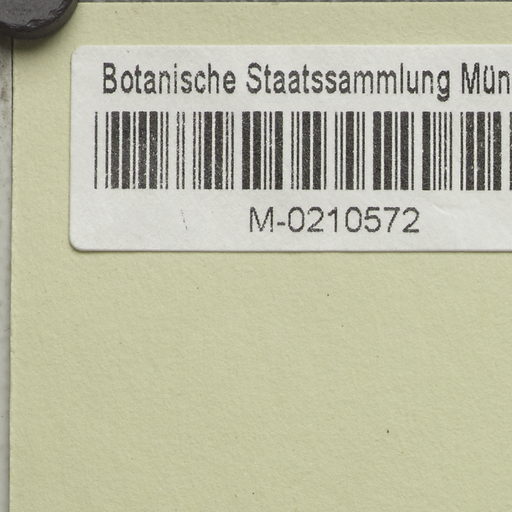 Botanische Staatssammlung Mün
M-0210572